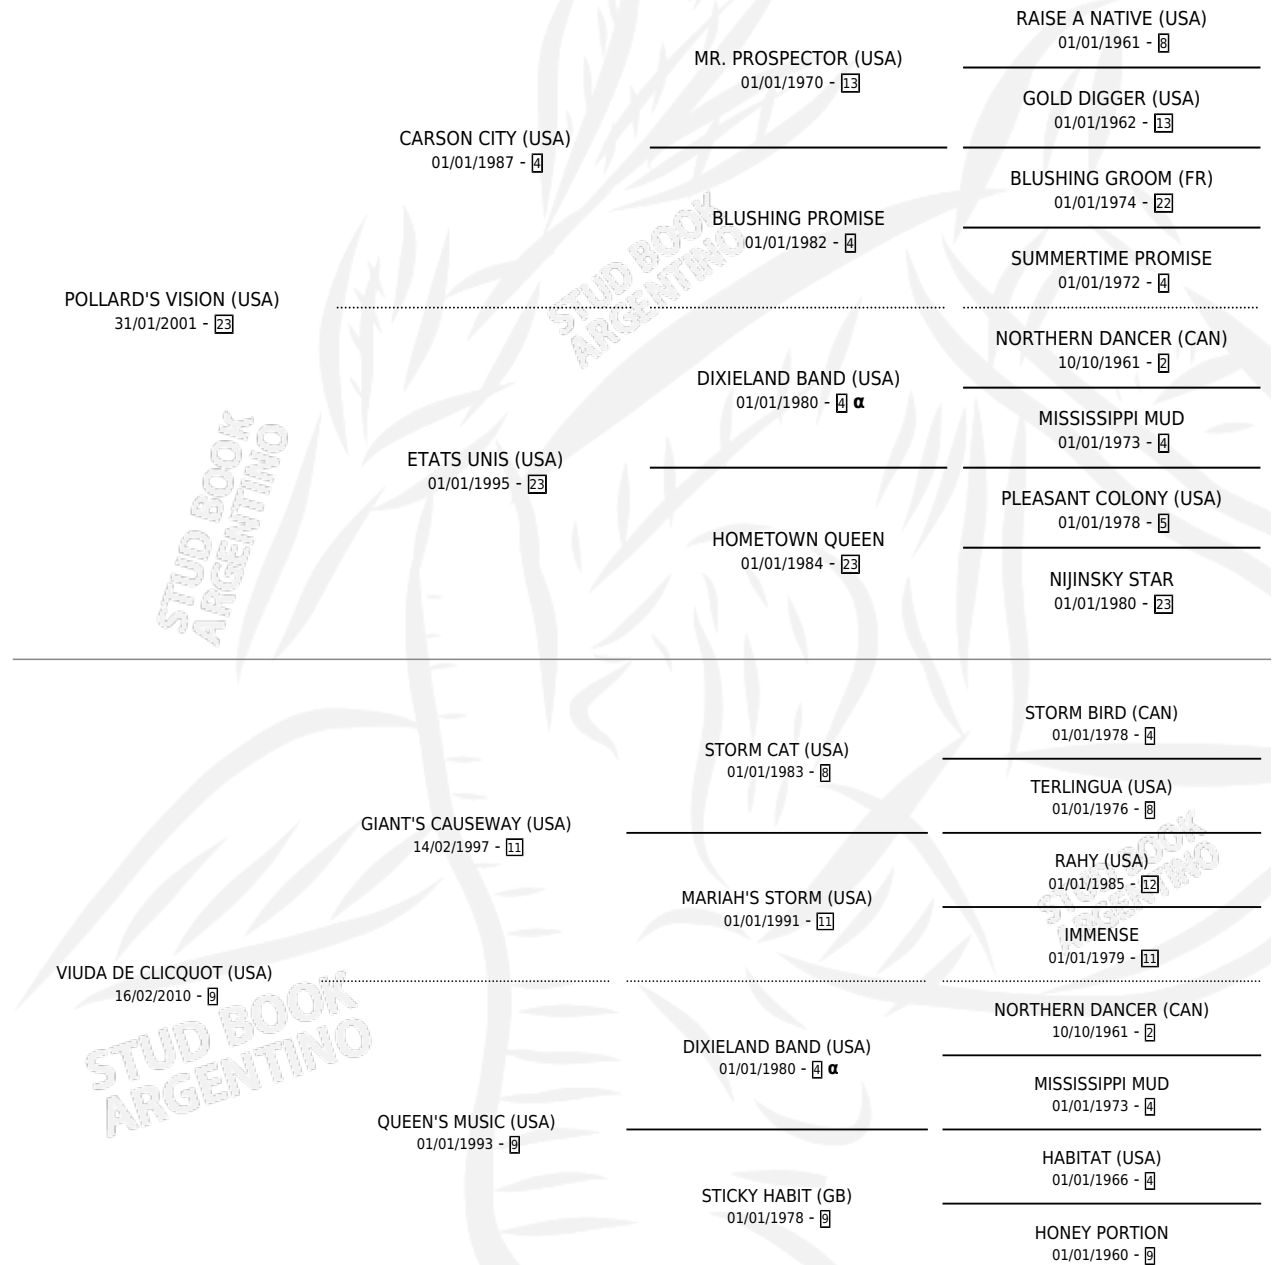 RAISE A NATIVE (USA)
01/01/1961 - 8
MR. PROSPECTOR (USA)
01/01/1970 - 13
GOLD DIGGER (USA)
01/01/1962 - 13
CARSON CITY (USA)
01/01/1987 - 4
BLUSHING GROOM (FR)
01/01/1974 - 22
BLUSHING PROMISE
01/01/1982 - 4
SUMMERTIME PROMISE
01/01/1972 - 4
POLLARD'S VISION (USA)
31/01/2001 - 23
NORTHERN DANCER (CAN)
10/10/1961 - 2
DIXIELAND BAND (USA)
01/01/1980 - 4 α
MISSISSIPPI MUD
01/01/1973 - 4
ETATS UNIS (USA)
01/01/1995 - 23
PLEASANT COLONY (USA)
01/01/1978 - 5
HOMETOWN QUEEN
01/01/1984 - 23
NIJINSKY STAR
01/01/1980 - 23
STORM BIRD (CAN)
01/01/1978 - 4
STORM CAT (USA)
01/01/1983 - 8
TERLINGUA (USA)
01/01/1976 - 8
GIANT'S CAUSEWAY (USA)
14/02/1997 - 11
RAHY (USA)
01/01/1985 - 12
MARIAH'S STORM (USA)
01/01/1991 - 11
IMMENSE
01/01/1979 - 11
VIUDA DE CLICQUOT (USA)
16/02/2010 - 9
NORTHERN DANCER (CAN)
10/10/1961 - 2
DIXIELAND BAND (USA)
01/01/1980 - 4 α
MISSISSIPPI MUD
01/01/1973 - 4
QUEEN'S MUSIC (USA)
01/01/1993 - 9
HABITAT (USA)
01/01/1966 - 4
STICKY HABIT (GB)
01/01/1978 - 9
HONEY PORTION
01/01/1960 - 9
STUD BOOK
ARGENTINO
STUD BOOK
ARGENTINO
STUD BOOK
ARGENTINO
STUD BOOK
ARGENTINO